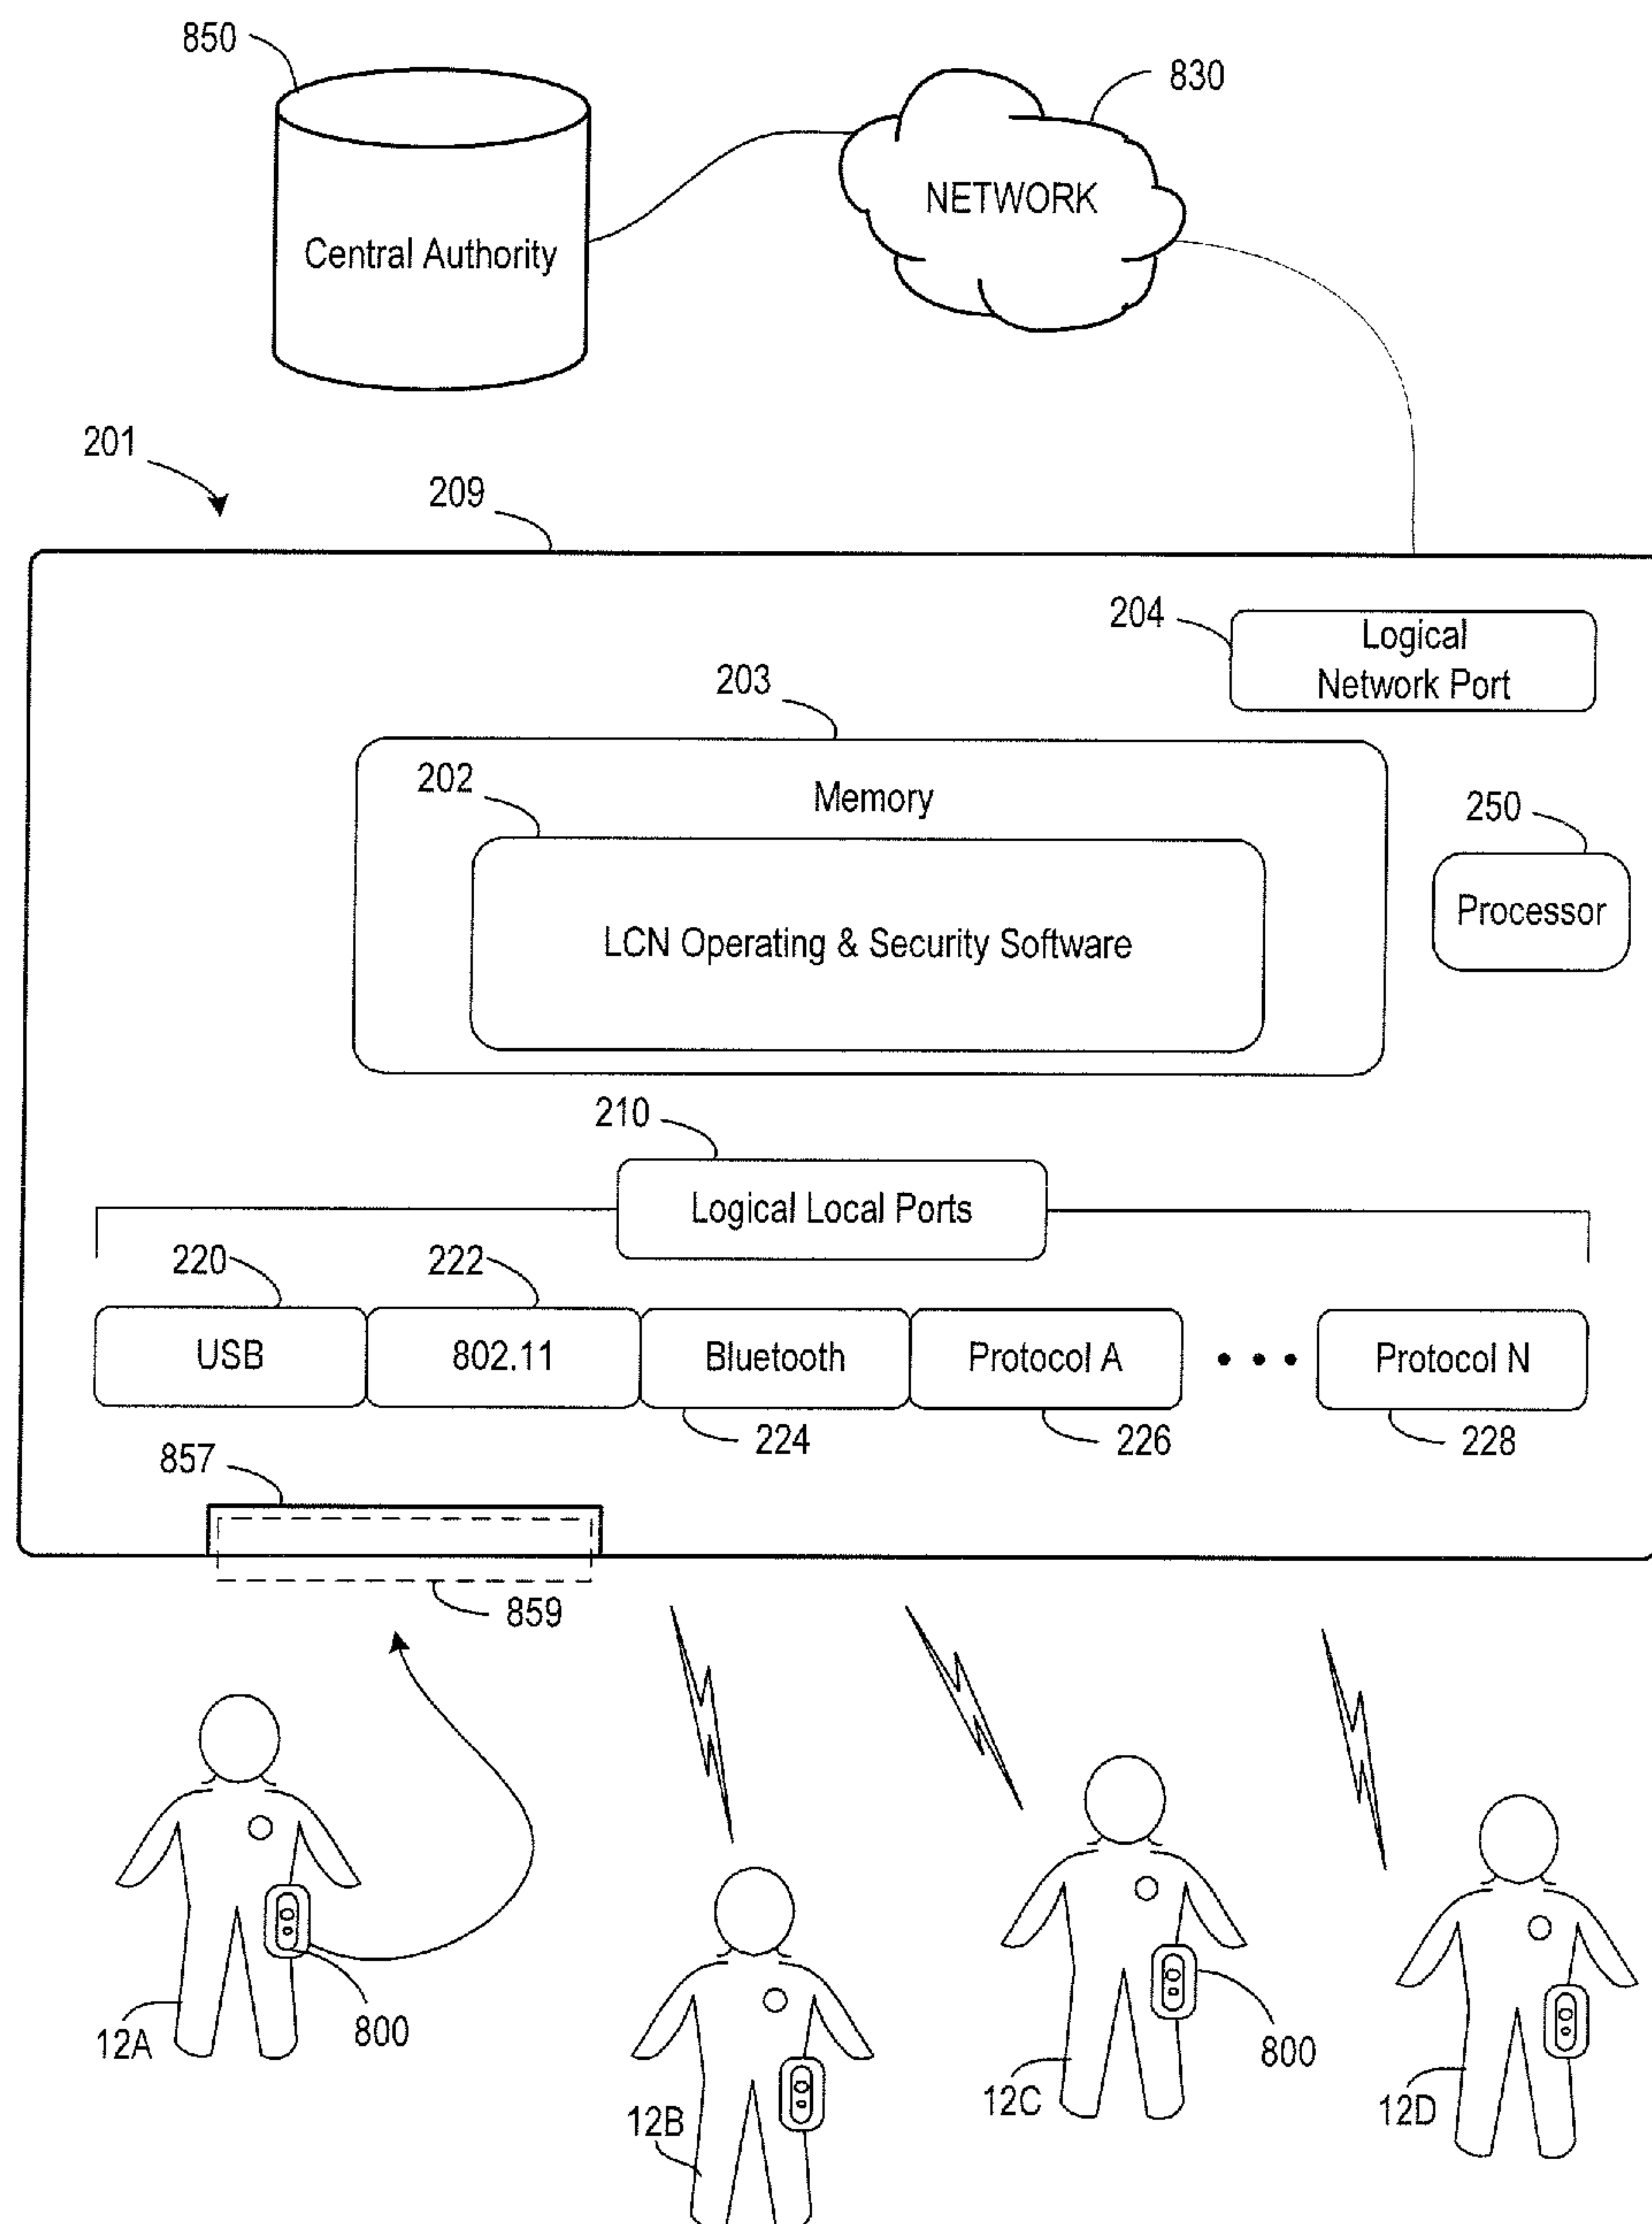 850
830
NETWORK
Central Authority
201
209
204
Logical
Network Port
203
202
Memory
250
Processor
LCN Operating & Security Software
210
Logical Local Ports
220
222
USB
802.11
Bluetooth
Protocol A
• • •
Protocol N
224
226
228
857
859
12A
800
12B
12C
800
12D